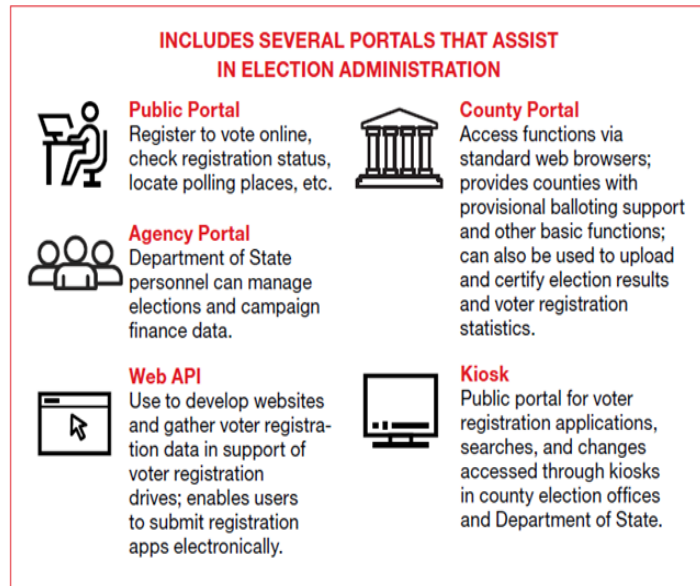 INCLUDES SEVERAL PORTALS THAT ASSIST
IN ELECTION ADMINISTRATION
Public Portal
Register to vote online,
check registration status,
locate polling places, etc.
Agency Portal
Department of State
personnel can manage
elections and campaign
finance data.
Web API
Use to develop websites
and gather voter registra-
tion data in support of
voter registration
drives; enables users
to submit registration
apps electronically.
County Portal
Access functions via
standard web browsers;
provides counties with
provisional balloting support
and other basic functions;
can also be used to upload
and certify election results
and voter registration
statistics.
Kiosk
Public portal for voter
registration applications,
searches, and changes
accessed through kiosks
in county election offices
and Department of State.